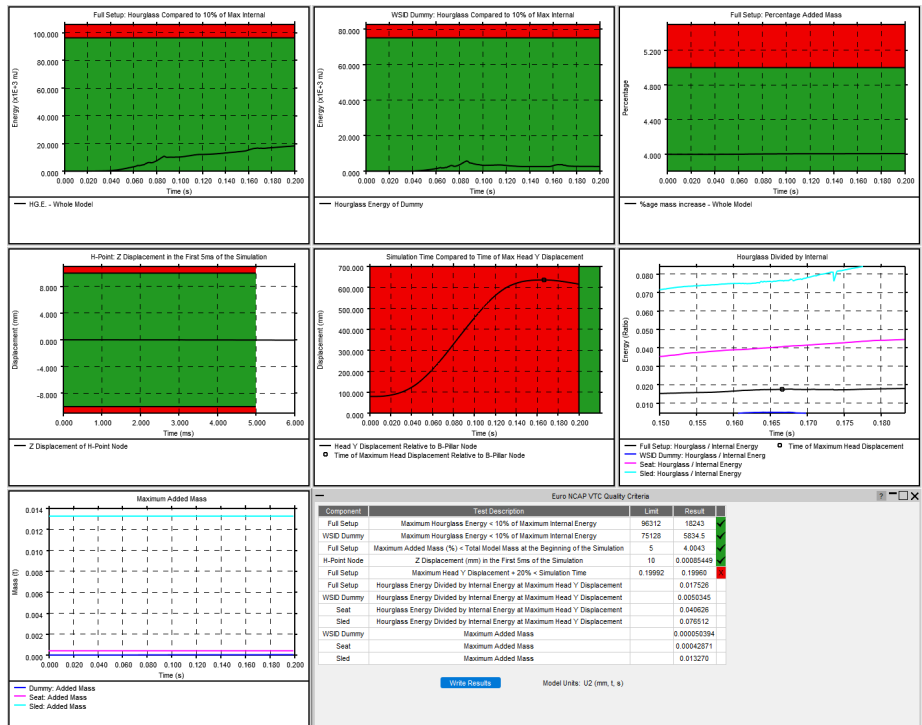 Full Setup: Hourglass Compared to 10% of Max Internal
Energy (x1E+3 mJ)
100.000
80.000
60.000
40.000
20.000
0.000
0.000 0.020 0.040 0.060 0.080 0.100 0.120 0.140 0.160 0.180 0.200
Time (s)
HG.E. - Whole Model
WSID Dummy: Hourglass Compared to 10% of Max Internal
Energy (x1E+3 mJ)
80.000
60.000
40.000
20.000
0.000
0.000 0.020 0.040 0.060 0.080 0.100 0.120 0.140 0.160 0.180 0.200
Time (s)
Hourglass Energy of Dummy
Full Setup: Percentage Added Mass
Percentage
5.200
4.800
4.400
4.000
0.000 0.020 0.040 0.060 0.080 0.100 0.120 0.140 0.160 0.180 0.200
Time (s)
%age mass increase - Whole Model
H-Point: Z Displacement in the First 5ms of the Simulation
Displacement (mm)
8.000
4.000
0.000
-4.000
-8.000
0.000 1.000 2.000 3.000 4.000 5.000 6.000
Time (ms)
Z Displacement of H-Point Node
Simulation Time Compared to Time of Max Head Y Displacement
Displacement (mm)
700.000
600.000
500.000
400.000
300.000
200.000
100.000
0.000
0.000 0.020 0.040 0.060 0.080 0.100 0.120 0.140 0.160 0.180 0.200
Time (s)
Head Y Displacement Relative to B-Pillar Node
Time of Maximum Head Displacement Relative to B-Pillar Node
Hourglass Divided by Internal
Energy (Ratio)
0.080
0.070
0.060
0.050
0.040
0.030
0.020
0.010
0.150 0.155 0.160 0.165 0.170 0.175 0.180
Time (s)
Full Setup: Hourglass / Internal Energy Time of Maximum Head Displacement
WSID Dummy: Hourglass / Internal Energ
Seat: Hourglass / Internal Energy
Sled: Hourglass / Internal Energy
Maximum Added Mass
Mass (t)
0.014
0.012
0.010
0.008
0.006
0.004
0.002
0.000
0.000 0.020 0.040 0.060 0.080 0.100 0.120 0.140 0.160 0.180 0.200
Time (s)
Dummy: Added Mass
Seat: Added Mass
Sled: Added Mass
Euro NCAP VTC Quality Criteria ?
Component Test Description Limit Result
Full Setup Maximum Hourglass Energy < 10% of Maximum Internal Energy 96312 18243
WSID Dummy Maximum Hourglass Energy < 10% of Maximum Internal Energy 75128 5834.5
Full Setup Maximum Added Mass (%) < Total Model Mass at the Beginning of the Simulation 5 4.0043
H-Point Node Z Displacement (mm) in the First 5ms of the Simulation 10 0.00085449
Full Setup Maximum Head Y Displacement + 20% < Simulation Time 0.19992 0.19960
Full Setup Hourglass Energy Divided by Internal Energy at Maximum Head Y Displacement 0.017526
WSID Dummy Hourglass Energy Divided by Internal Energy at Maximum Head Y Displacement 0.0050345
Seat Hourglass Energy Divided by Internal Energy at Maximum Head Y Displacement 0.040626
Sled Hourglass Energy Divided by Internal Energy at Maximum Head Y Displacement 0.076512
WSID Dummy Maximum Added Mass 0.000050394
Seat Maximum Added Mass 0.00042871
Sled Maximum Added Mass 0.013270
Write Results Model Units: U2 (mm, t, s)